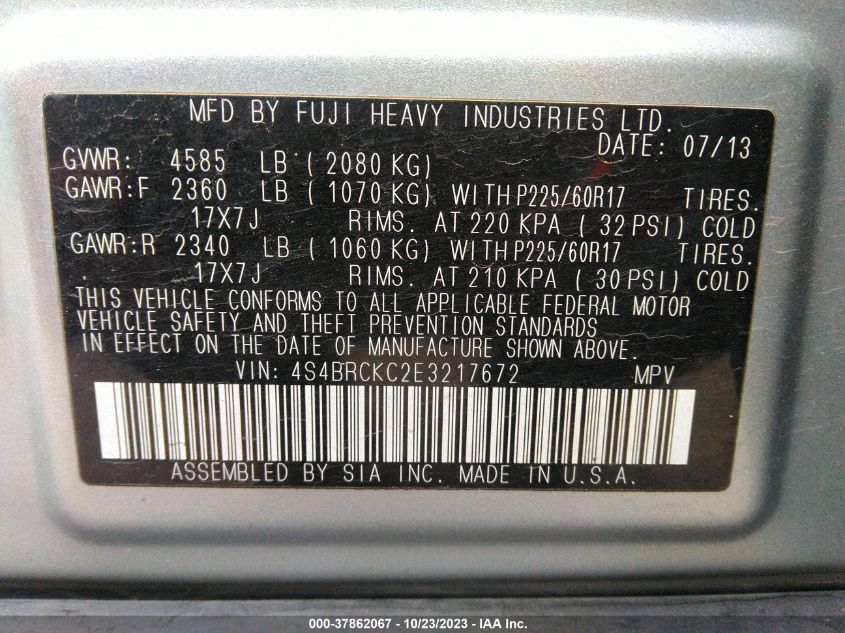 MFD BY FUJI HEAVY INDUSTRIES LTD.
DATE: 07/13
GVWR: 4585 LB ( 2080 KG)
GAWR:F 2360 LB ( 1070 KG) WITH P225/60R17 TIRES.
17X7J RIMS. AT 220 KPA ( 32 PSI) COLD
GAWR:R 2340 LB ( 1060 KG) WITH P225/60R17 TIRES.
. 17X7J RIMS. AT 210 KPA ( 30 PSI) COLD
THIS VEHICLE CONFORMS TO ALL APPLICABLE FEDERAL MOTOR
VEHICLE SAFETY AND THEFT PREVENTION STANDARDS
IN EFFECT ON THE DATE OF MANUFACTURE SHOWN ABOVE.
VIN: 4S4BRCKC2E3217672 MPV
ASSEMBLED BY SIA INC. MADE IN U.S.A.
000-37862067 - 10/23/2023 - IAA Inc.